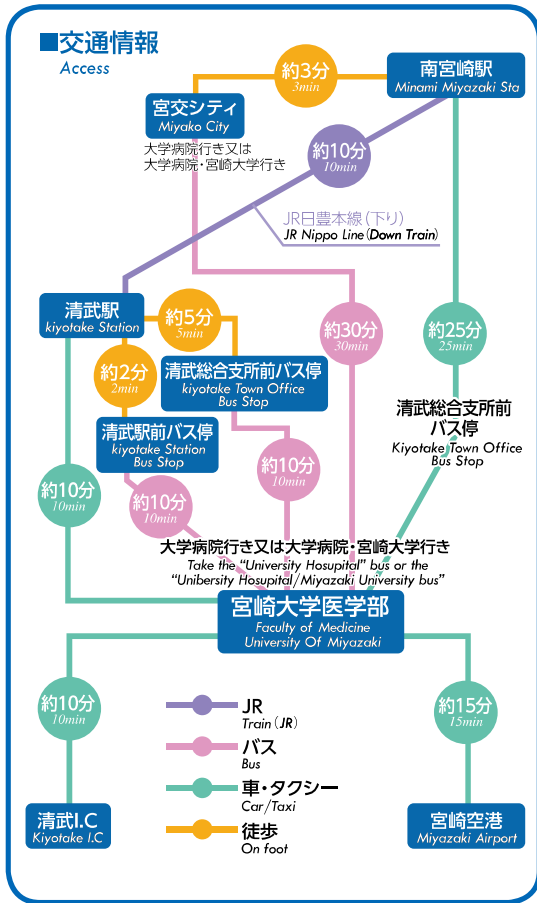 ■交通情報
Access
約3分
3min
南宮崎駅
Minami Miyazaki Sta
宮交シティ
Miyako City
大学病院行き又は
大学病院・宮崎大学行き
約10分
10min
JR日豊本線(下り)
JR Nippo Line(Down Train)
清武駅
kiyotake Station
約5分
5min
約30分
30min
約25分
25min
約2分
2min
清武総合支所前バス停
kiyotake Town Office
Bus Stop
清武総合支所前
バス停
Kiyotake Town Office
Bus Stop
清武駅前バス停
kiyotake Station
Bus Stop
約10分
10min
約10分
10min
約10分
10min
大学病院行き又は大学病院・宮崎大学行き
Take the “University Hosupital” bus or the
“Unibersity Hosupital/Miyazaki University bus”
宮崎大学医学部
Faculty of Medicine
University Of Miyazaki
約10分
10min
約15分
15min
JR
Train(JR)
バス
Bus
車・タクシー
Car/Taxi
徒歩
On foot
清武I.C
Kiyotake I.C
宮崎空港
Miyazaki Airport